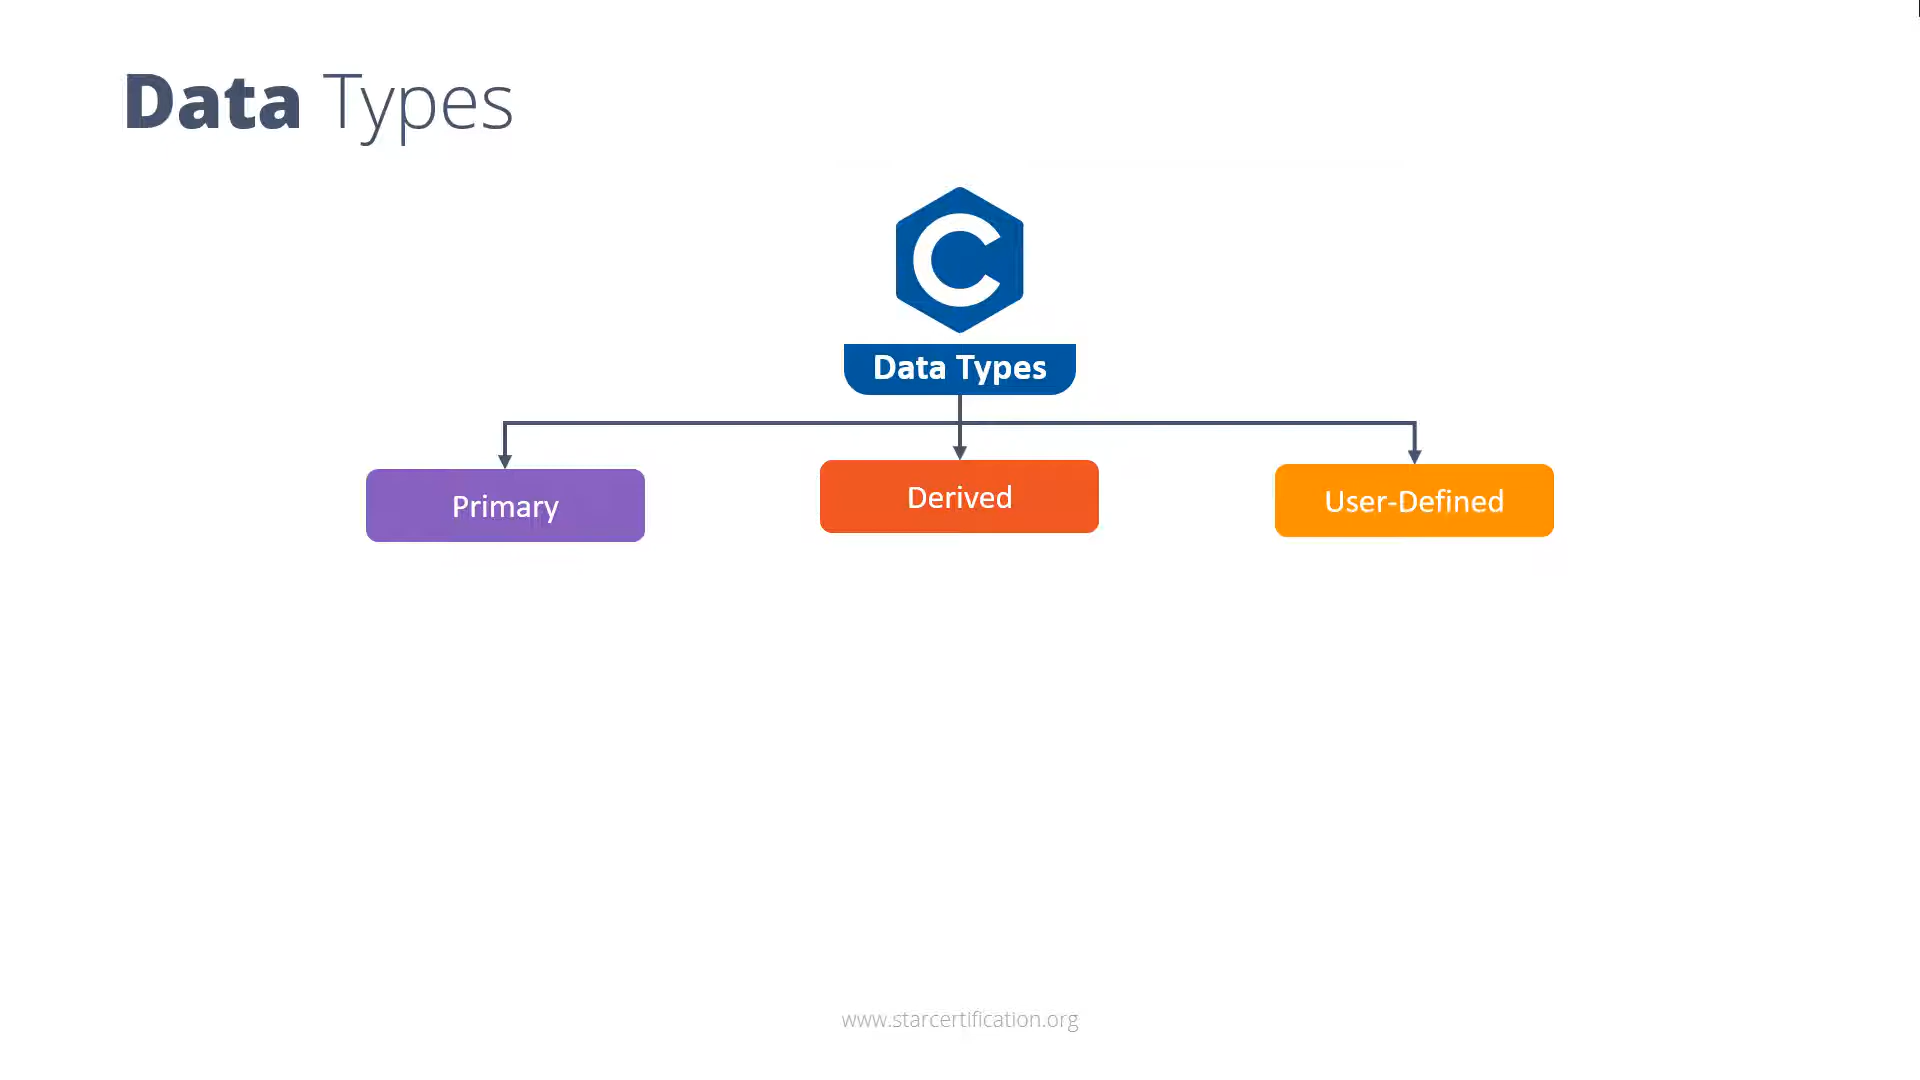 Data Types
C
Data Types
Primary
Derived
User-Defined
www.starcertification.org